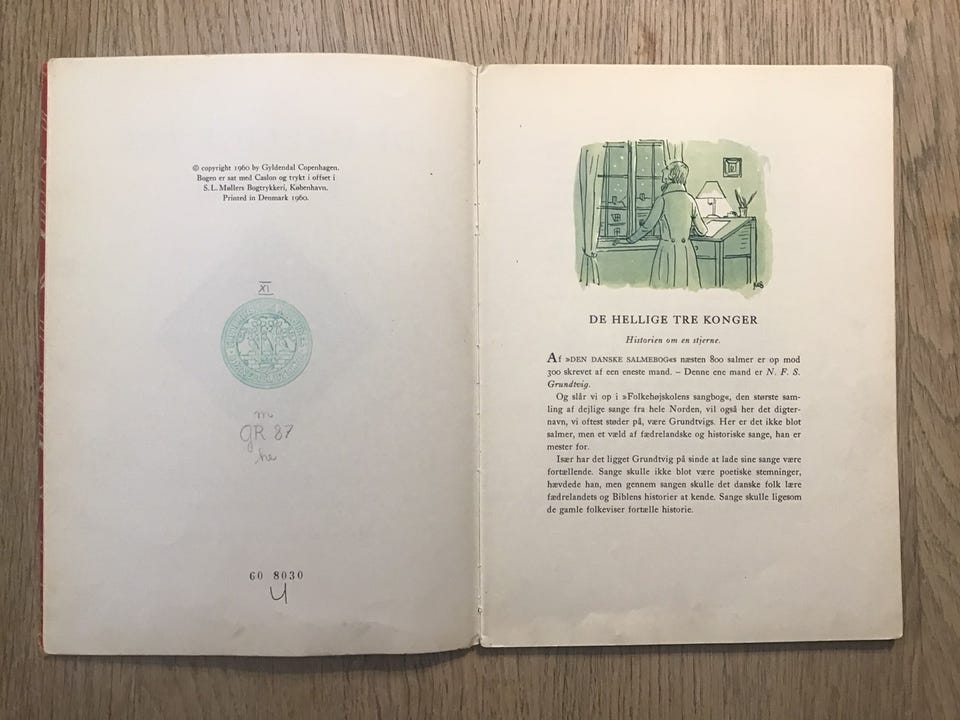 © copyright 1960 by Gyldendal Copenhagen.
Bogen er sat med Caslon og trykt i offset i
S. L. Møllers Bogtrykkeri, København.
Printed in Denmark 1960.
XI
GR 87
60 8030
DE HELLIGE TRE KONGER
Historien om en stjerne.
Af »DEN DANSKE SALMEBOG«s næsten 800 salmer er op mod
300 skrevet af een eneste mand. – Denne ene mand er N. F. S.
Grundtvig.
Og slår vi op i »Folkehøjskolens sangbog«, den største sam-
ling af dejlige sange fra hele Norden, vil også her det digter-
navn, vi oftest støder på, være Grundtvigs. Her er det ikke blot
salmer, men et væld af fædrelandske og historiske sange, han er
mester for.
Især har det ligget Grundtvig på sinde at lade sine sange være
fortællende. Sange skulle ikke blot være poetiske stemninger,
hævdede han, men gennem sangen skulle det danske folk lære
fædrelandets og Biblens historier at kende. Sange skulle ligesom
de gamle folkeviser fortælle historie.